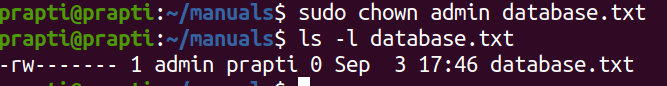 prapti@prapti:~/manuals$ sudo chown admin database.txt
prapti@prapti:~/manuals$ ls -l database.txt
-rw------- 1 admin prapti 0 Sep  3 17:46 database.txt
prapti@prapti:~/manuals$